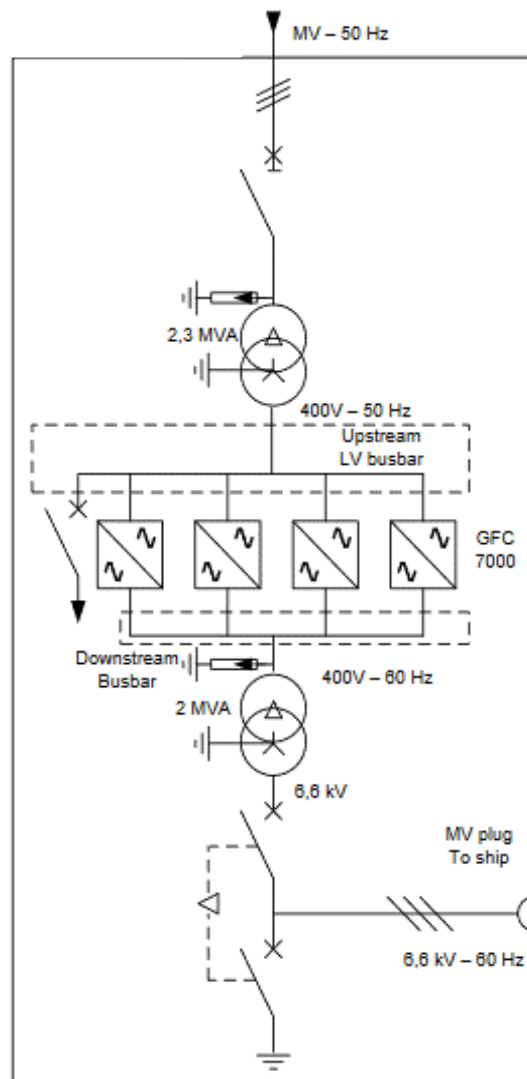 MV – 50 Hz
2,3 MVA
400V – 50 Hz
Upstream
LV busbar
GFC
7000
Downstream
Busbar
400V – 60 Hz
2 MVA
6,6 kV
MV plug
To ship
6,6 kV – 60 Hz